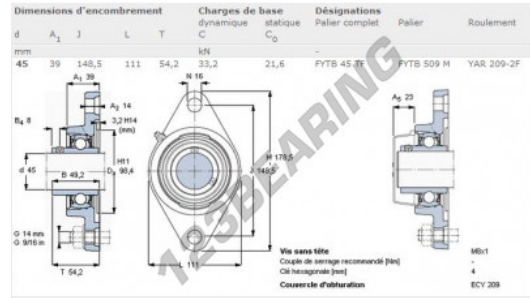 Dimensions d'encombrement Charges de base Désignations
dynamique statique Palier complet Palier Roulement
d A1 J L T C C0
mm kN -
45 39 148,5 111 54,2 33,2 21,6 FYTB 45 TF FYTB 509 M YAR 209-2F
A1 39
N 16
A5 23
A2 14
B4 8
3,2 H14
(mm)
H11
d 45
B 49,2
98,4
H 178,5
J 148,5
G 14 mm
G 9/16 in
T 54,2
L 111
123BEARING
Vis sans tête M8x1
Couple de serrage recommandé [Nm] -
Clé hexagonale [mm] 4
Couvercle d'obturation ECY 209